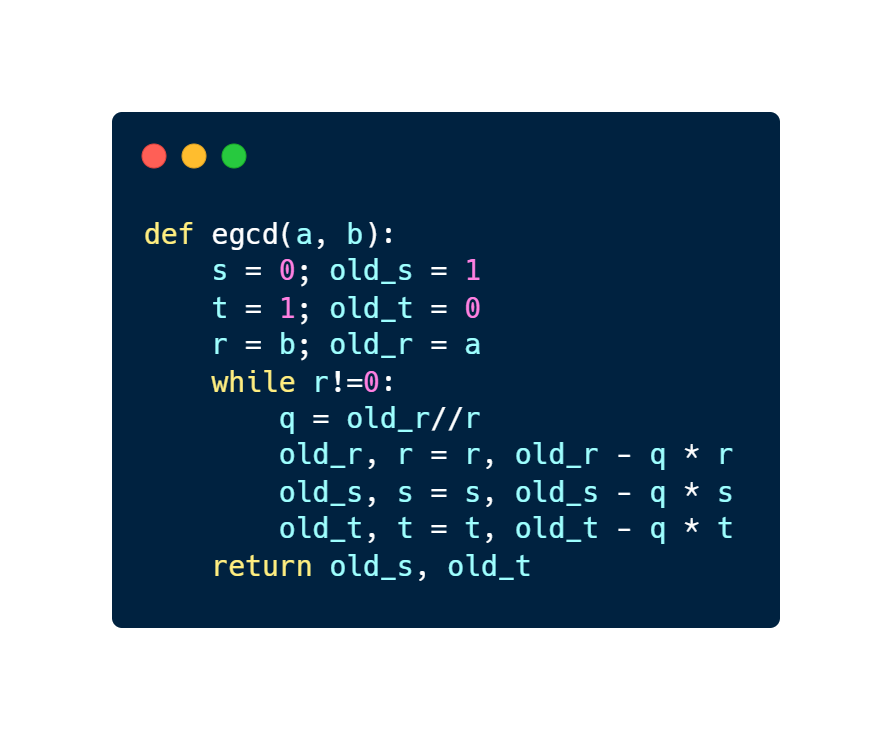 def egcd(a, b):
    s = 0; old_s = 1
    t = 1; old_t = 0
    r = b; old_r = a
    while r!=0:
        q = old_r//r
        old_r, r = r, old_r - q * r
        old_s, s = s, old_s - q * s
        old_t, t = t, old_t - q * t
    return old_s, old_t